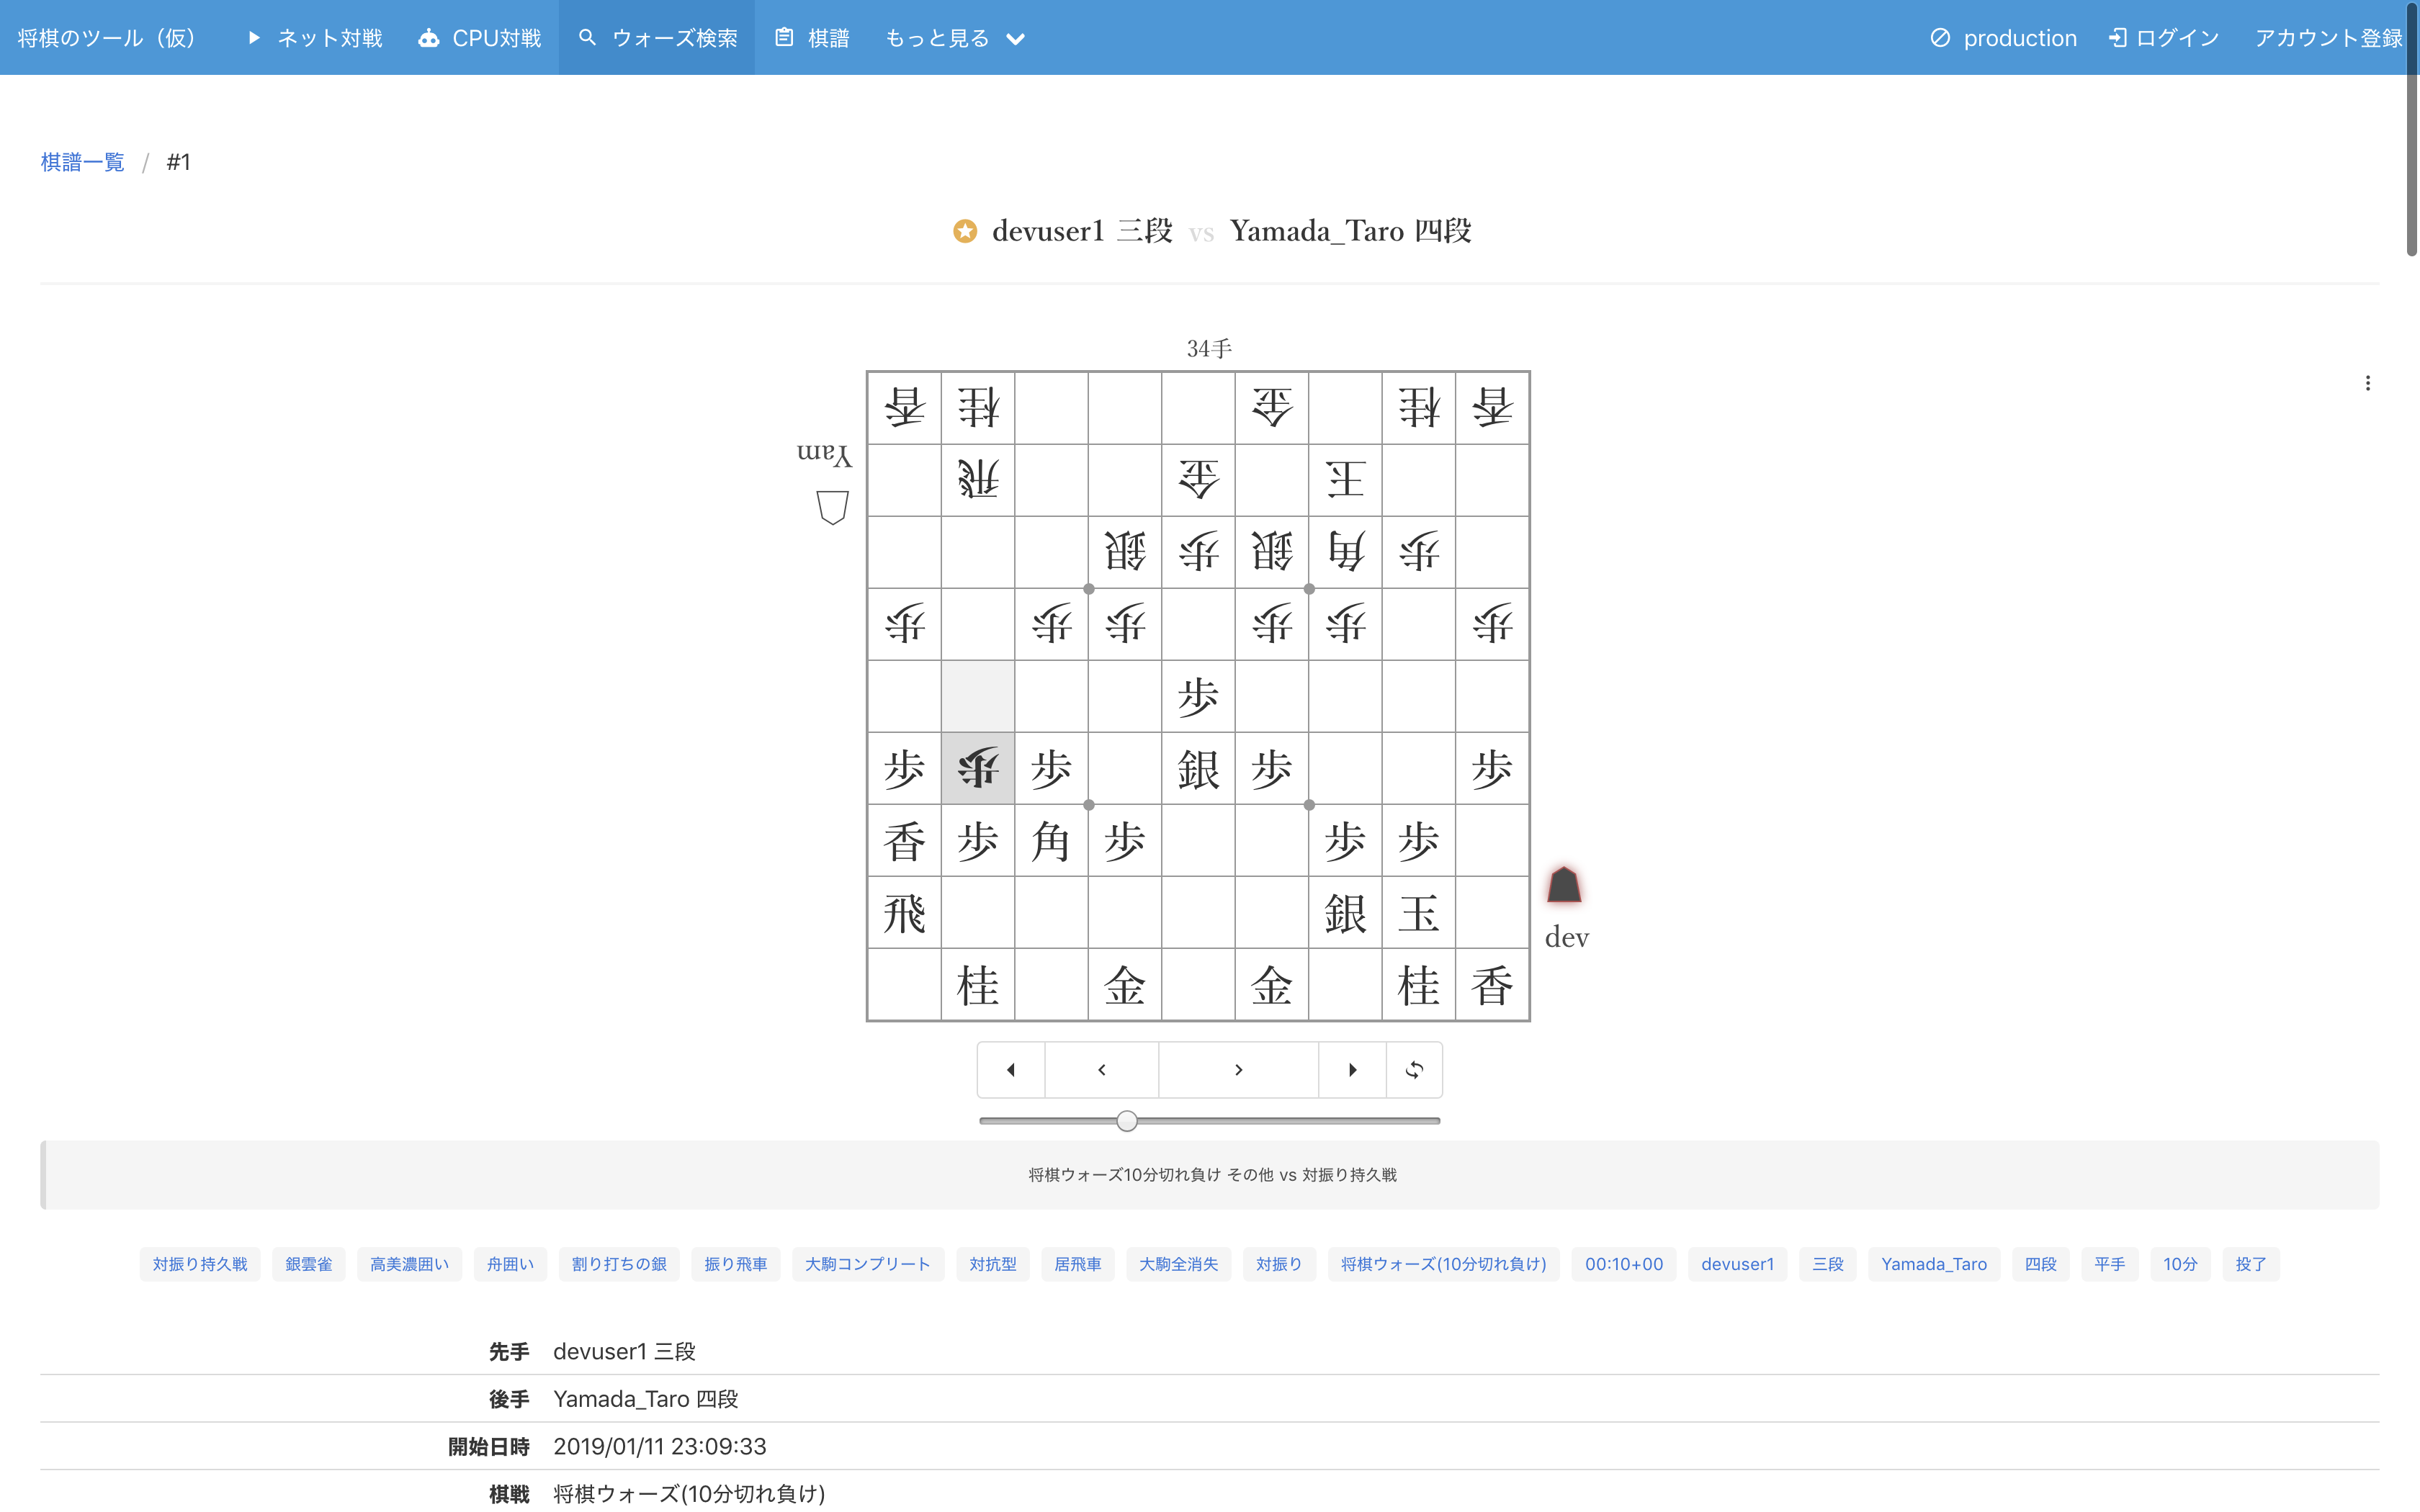 将棋のツール（仮） ネット対戦 CPU対戦 ウォーズ検索 棋譜 もっと見る production ログイン アカウント登録
棋譜一覧 / #1
devuser1 三段 vs Yamada_Taro 四段
34手
香 桂 金 桂 香
Yam
飛 金 王
銀 歩 銀 角 歩
歩 歩 歩 歩 歩 歩
歩
歩 歩 歩 銀 歩 歩
香 歩 角 歩 歩 歩
飛 銀 玉
dev
桂 金 金 桂 香
将棋ウォーズ10分切れ負け その他 vs 対振り持久戦
対振り持久戦 銀雲雀 高美濃囲い 舟囲い 割り打ちの銀 振り飛車 大駒コンプリート 対抗型 居飛車 大駒全消失 対振り 将棋ウォーズ(10分切れ負け) 00:10+00 devuser1 三段 Yamada_Taro 四段 平手 10分 投了
先手 devuser1 三段
後手 Yamada_Taro 四段
開始日時 2019/01/11 23:09:33
棋戦 将棋ウォーズ(10分切れ負け)